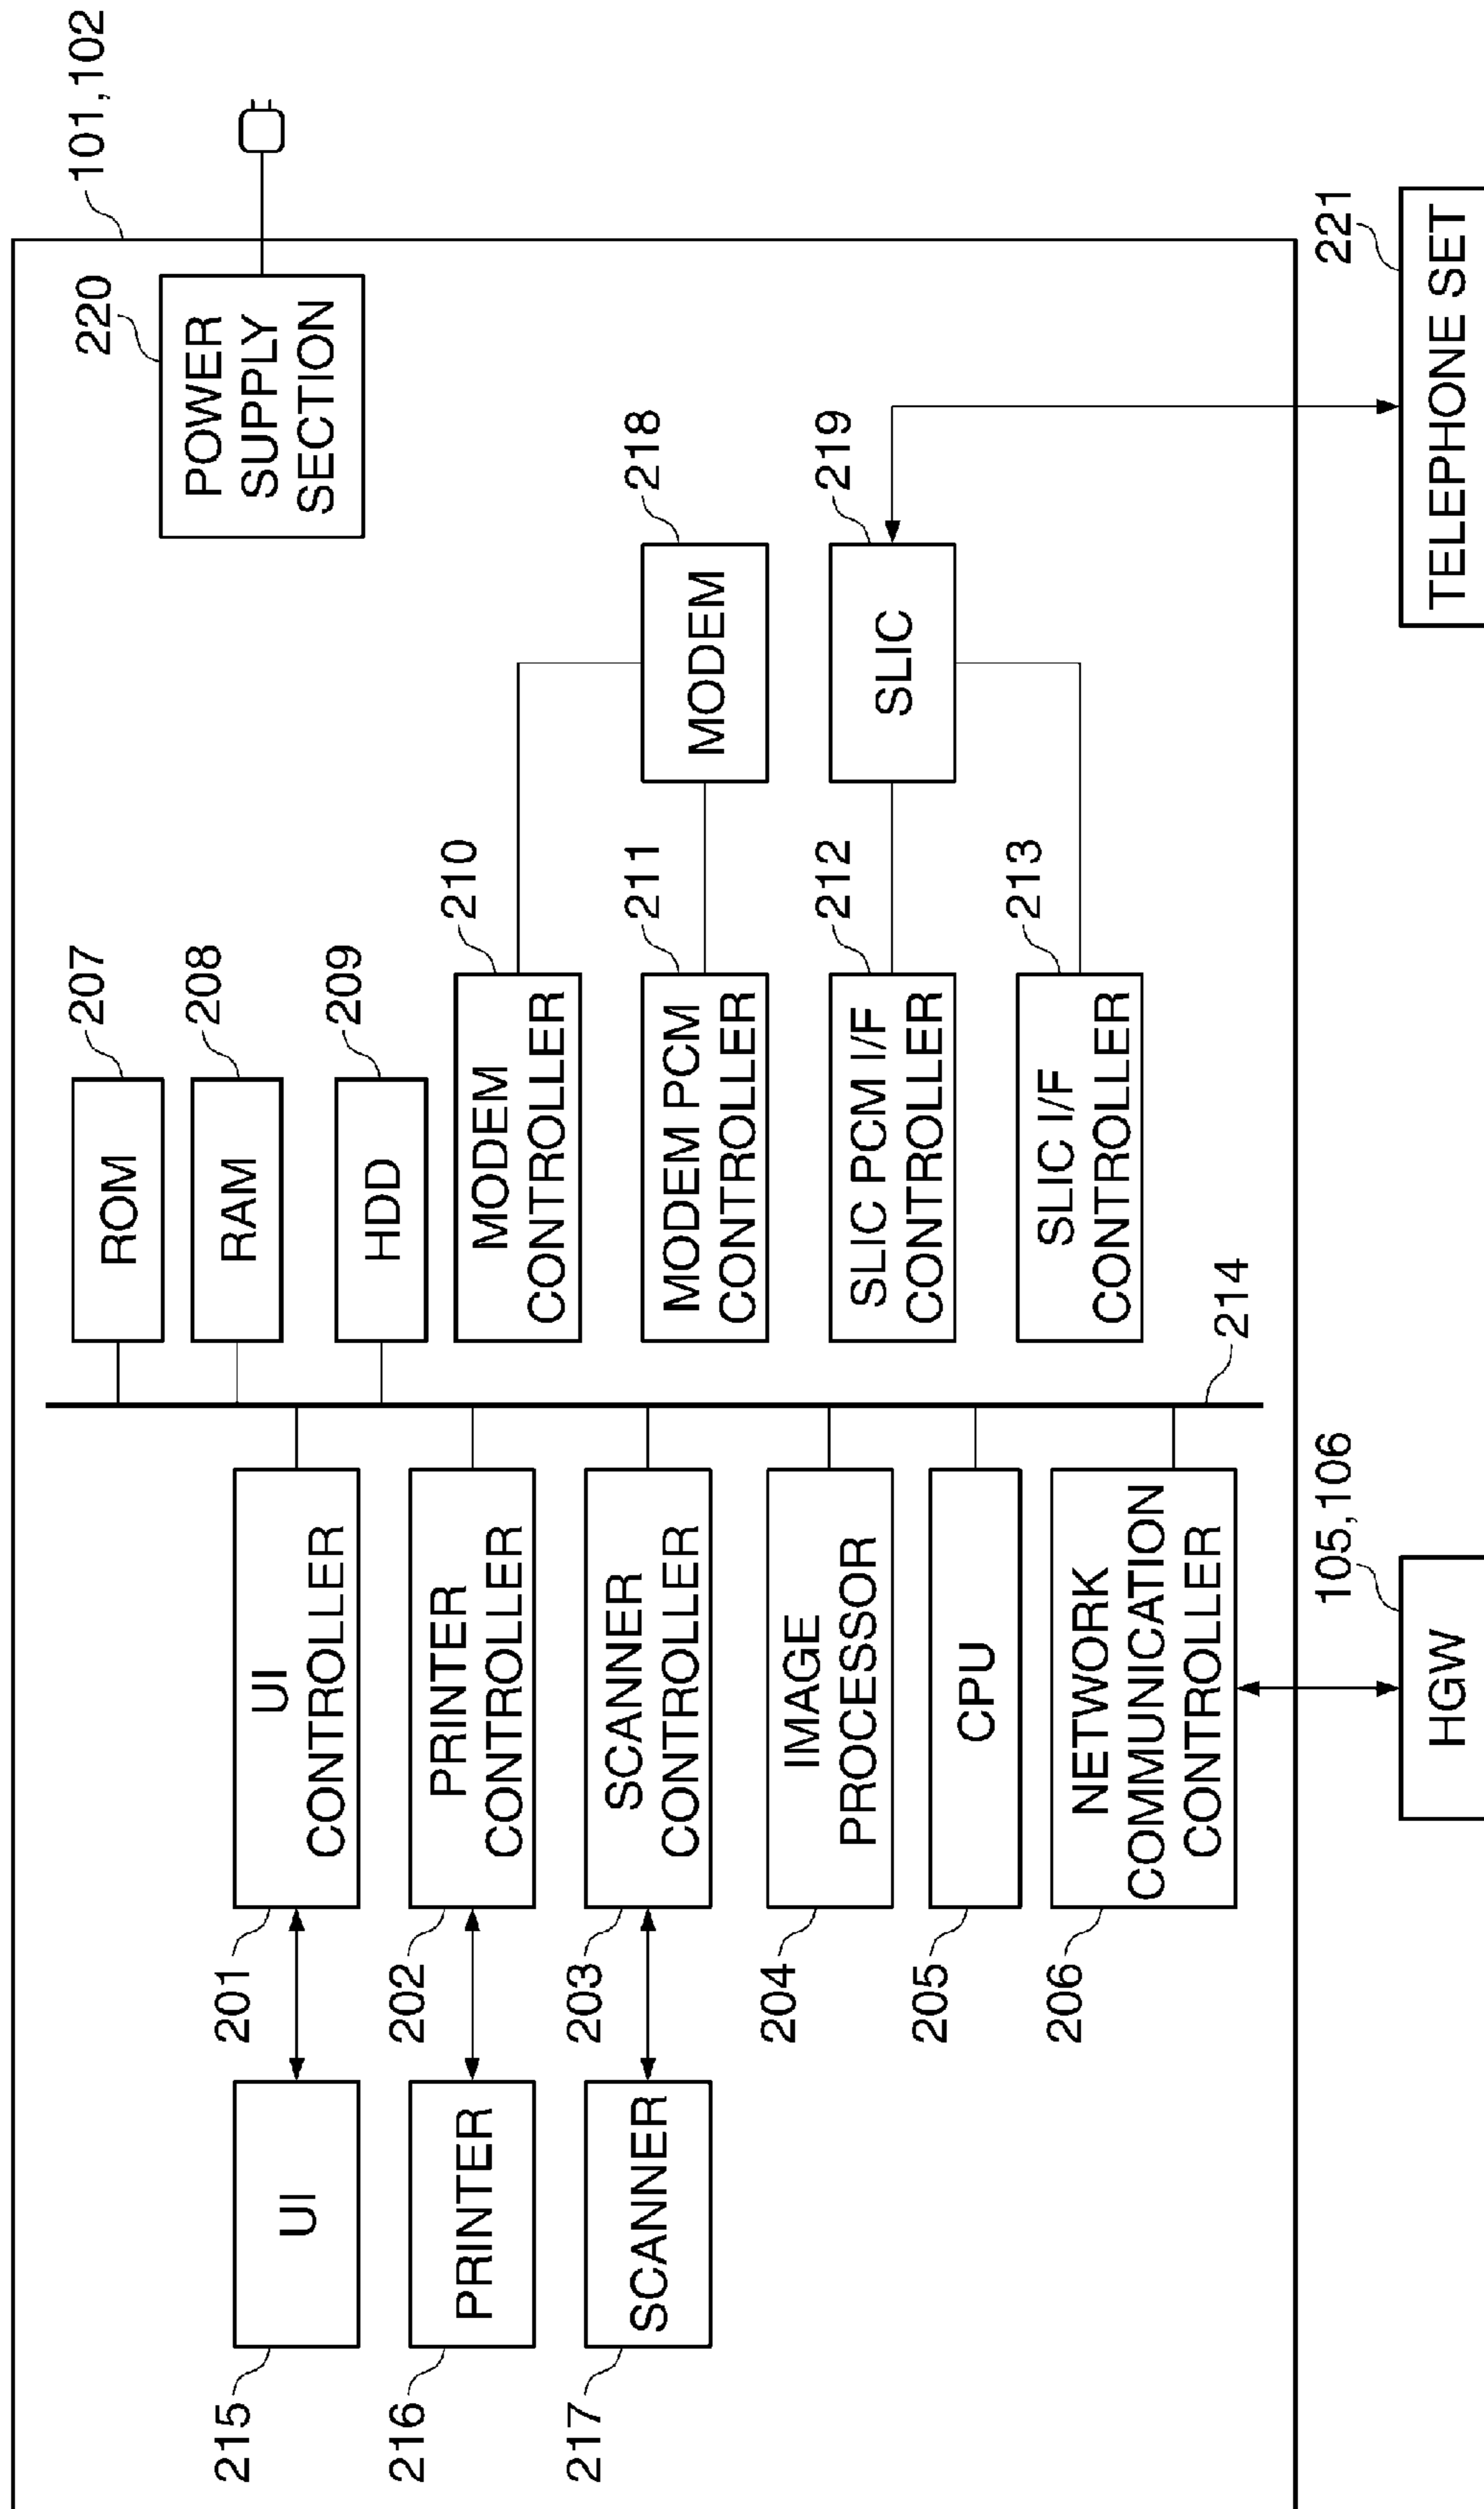 101,102
220
POWER
SUPPLY
SECTION
207
ROM
208
RAM
209
HDD
210
MODEM
CONTROLLER
218
MODEM
211
MODEM PCM
CONTROLLER
219
SLIC
212
SLIC PCM I/F
CONTROLLER
213
SLIC I/F
CONTROLLER
214
221
TELEPHONE SET
215
UI
201
UI
CONTROLLER
216
PRINTER
202
PRINTER
CONTROLLER
217
SCANNER
203
SCANNER
CONTROLLER
204
IMAGE
PROCESSOR
205
CPU
206
NETWORK
COMMUNICATION
CONTROLLER
105,106
HGW